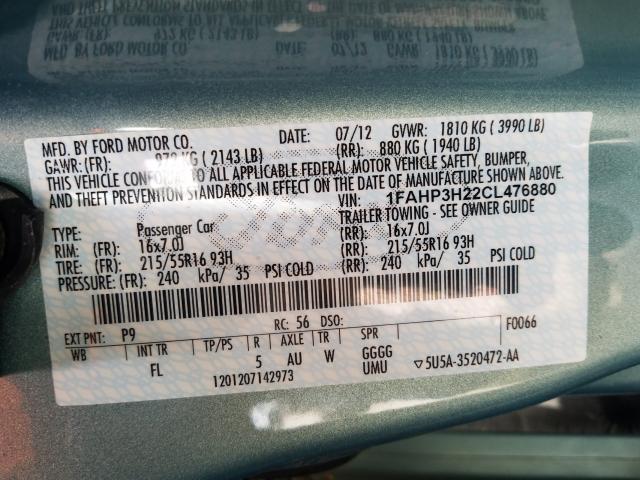 MFD. BY FORD MOTOR CO.
DATE: 07/12 GVWR: 1810 KG ( 3990 LB)
GAWR: (FR): 972 KG ( 2143 LB) (RR): 880 KG ( 1940 LB)
THIS VEHICLE CONFORMS TO ALL APPLICABLE FEDERAL MOTOR VEHICLE SAFETY, BUMPER,
AND THEFT PREVENTION STANDARDS IN EFFECT ON THE DATE OF MANUFACTURE SHOWN ABOVE.
VIN: 1FAHP3H22CL476880
TYPE: Passenger Car TRAILER TOWING - SEE OWNER GUIDE
RIM: (FR): 16x7.0J (RR): 16x7.0J
TIRE: (FR): 215/55R16 93H (RR): 215/55R16 93H
PRESSURE: (FR): 240 kPa/ 35 PSI COLD (RR): 240 kPa/ 35 PSI COLD
EXT PNT: P9 RC: 56 DSO: F0066
WB INT TR TP/PS R AXLE TR SPR
FL 5 AU W GGGG
UMU ▽5U5A-3520472-AA
1201207142973